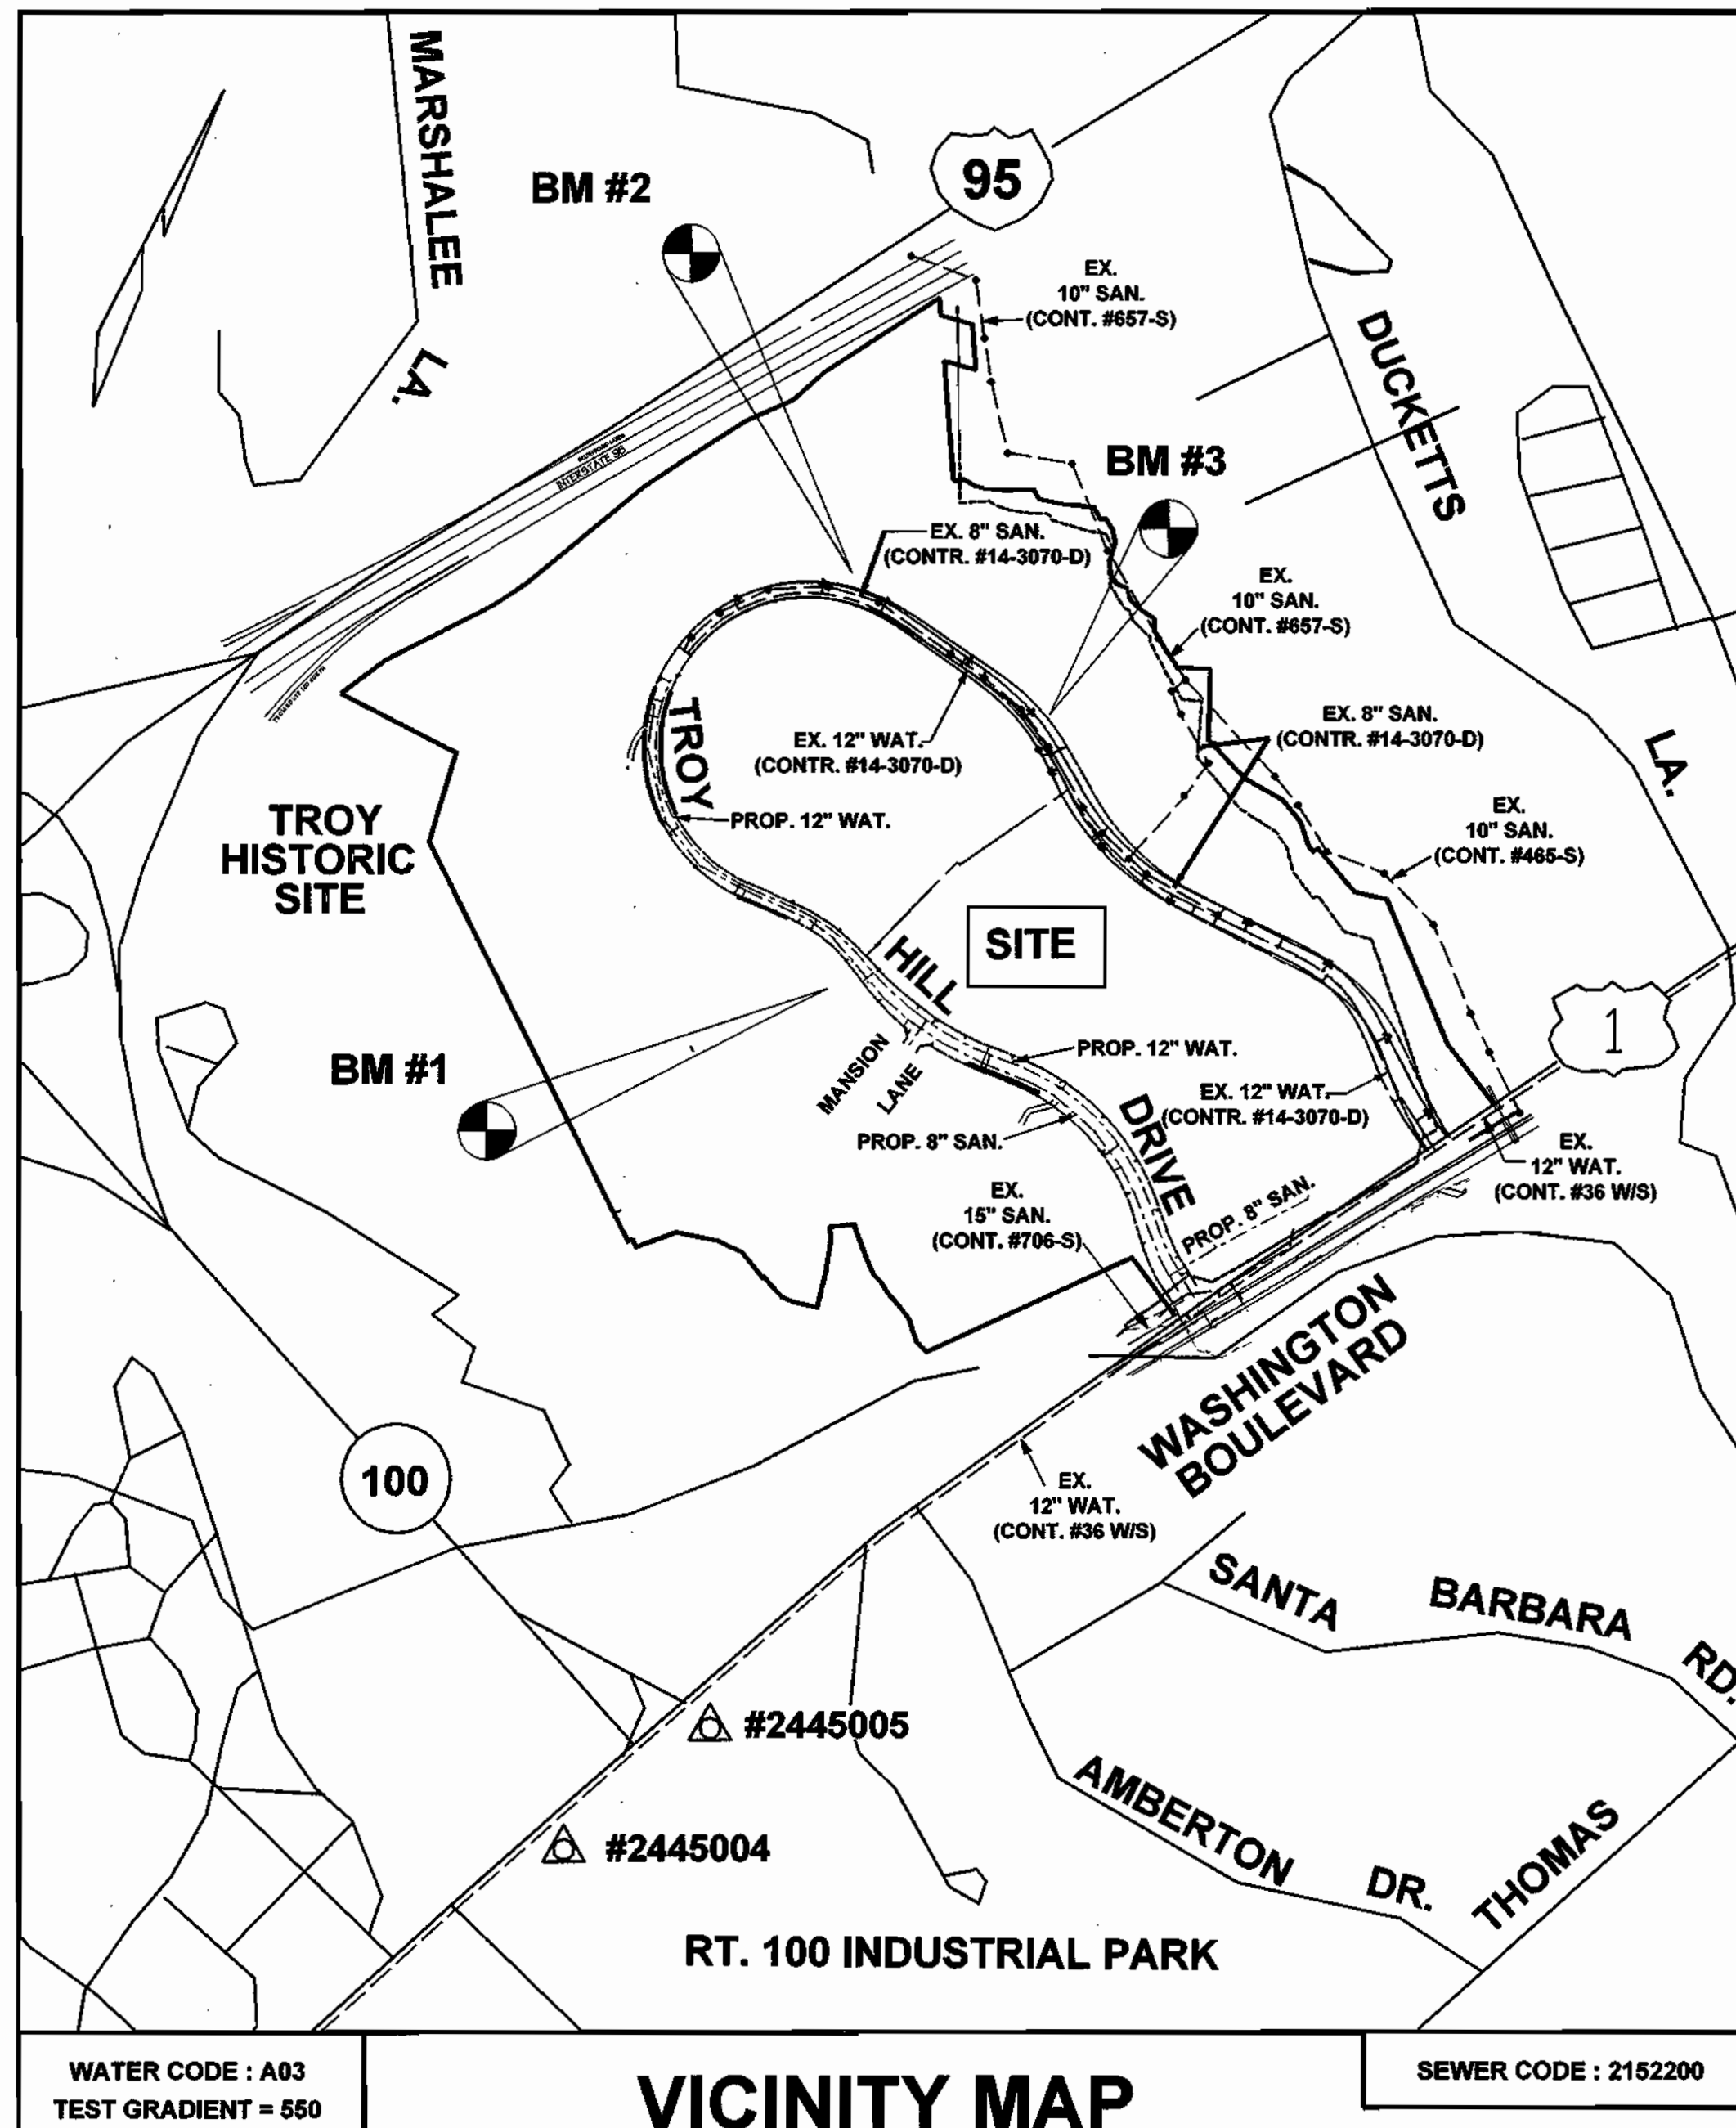 MARSHALEE
LA.
BM #2
95
EX.
10" SAN.
(CONT. #657-S)
DUCKETTS
LA.
INTERSTATE 95
BM #3
EX. 8" SAN.
(CONTR. #14-3070-D)
EX.
10" SAN.
(CONT. #657-S)
TROY
EX. 12" WAT.
(CONTR. #14-3070-D)
EX. 8" SAN.
(CONTR. #14-3070-D)
PROP. 12" WAT.
TROY
HISTORIC
SITE
EX.
10" SAN.
(CONT. #465-S)
HILL
SITE
1
BM #1
MANSION
LANE
PROP. 12" WAT.
EX. 12" WAT.
(CONTR. #14-3070-D)
DRIVE
PROP. 8" SAN.
EX.
12" WAT.
(CONT. #36 W/S)
EX.
15" SAN.
(CONT. #706-S)
PROP. 8" SAN.
WASHINGTON
BOULEVARD
100
EX.
12" WAT.
(CONT. #36 W/S)
SANTA BARBARA RD.
#2445005
#2445004
AMBERTON DR.
THOMAS
RT. 100 INDUSTRIAL PARK
WATER CODE : A03
TEST GRADIENT = 550
VICINITY MAP
SEWER CODE : 2152200